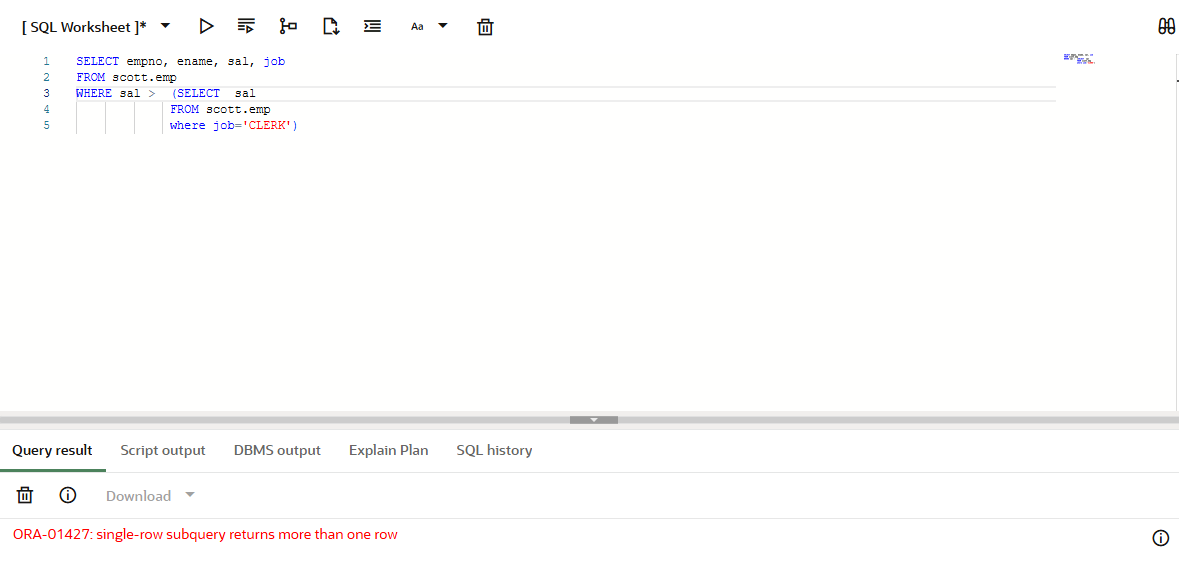 [ SQL Worksheet ]*
Aa
1 SELECT empno, ename, sal, job
2 FROM scott.emp
3 WHERE sal >  (SELECT  sal
4 FROM scott.emp
5 where job='CLERK')
Query result Script output DBMS output Explain Plan SQL history
Download
ORA-01427: single-row subquery returns more than one row